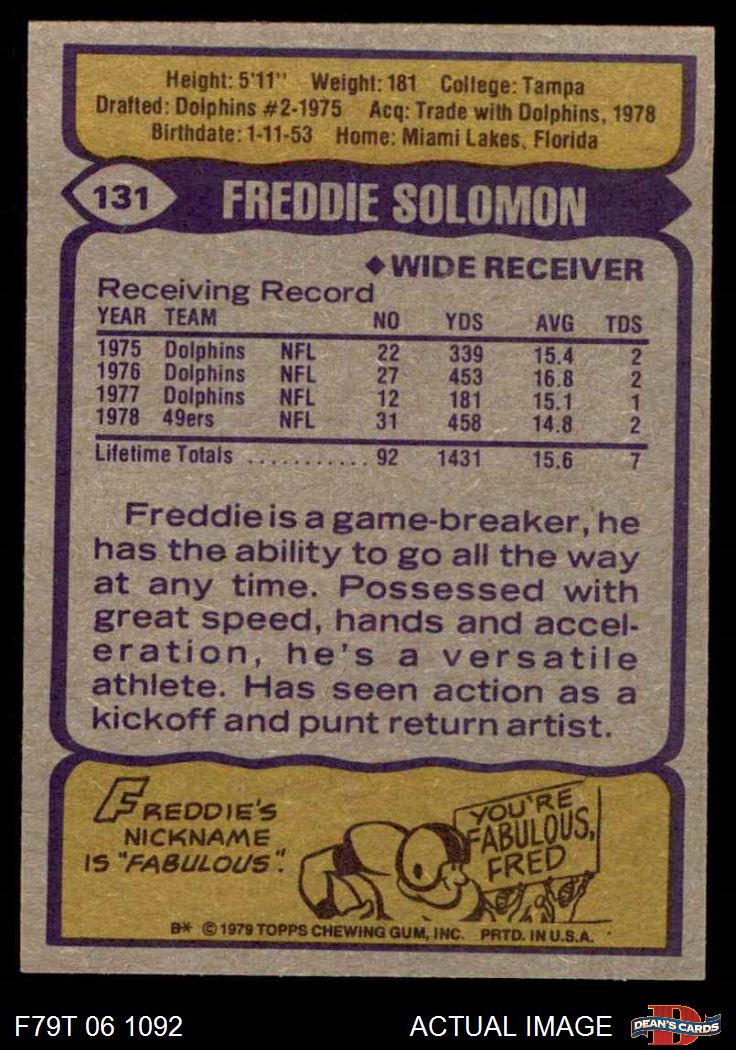 Height: 5'11" Weight: 181 College: Tampa
Drafted: Dolphins #2-1975 Acq: Trade with Dolphins, 1978
Birthdate: 1-11-53 Home: Miami Lakes, Florida
131 FREDDIE SOLOMON
◆WIDE RECEIVER
Receiving Record
YEAR TEAM NO YDS AVG TDS
1975 Dolphins NFL 22 339 15.4 2
1976 Dolphins NFL 27 453 16.8 2
1977 Dolphins NFL 12 181 15.1 1
1978 49ers NFL 31 458 14.8 2
Lifetime Totals ........... 92 1431 15.6 7
Freddie is a game-breaker, he
has the ability to go all the way
at any time. Possessed with
great speed, hands and accel-
eration, he's a versatile
athlete. Has seen action as a
kickoff and punt return artist.
FREDDIE'S
NICKNAME
IS "FABULOUS".
YOU'RE
FABULOUS,
FRED
B* © 1979 TOPPS CHEWING GUM, INC. PRTD. IN U.S.A.
F79T 06 1092 ACTUAL IMAGE D DEAN'S CARDS